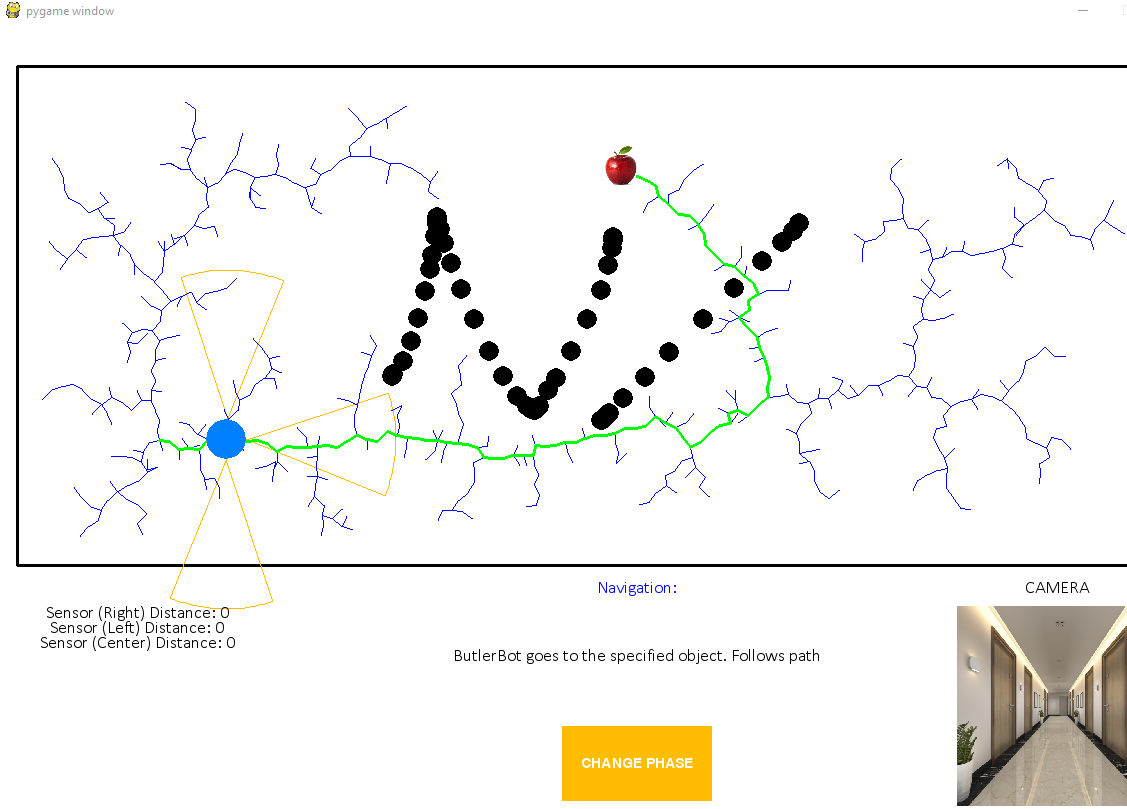 pygame window
Navigation:
CAMERA
Sensor (Right) Distance: 0
Sensor (Left) Distance: 0
Sensor (Center) Distance: 0
ButlerBot goes to the specified object. Follows path
CHANGE PHASE